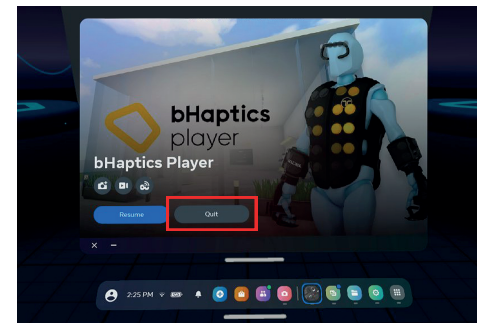 bHaptics
player
bHaptics Player
Resume
Quit
2:25 PM